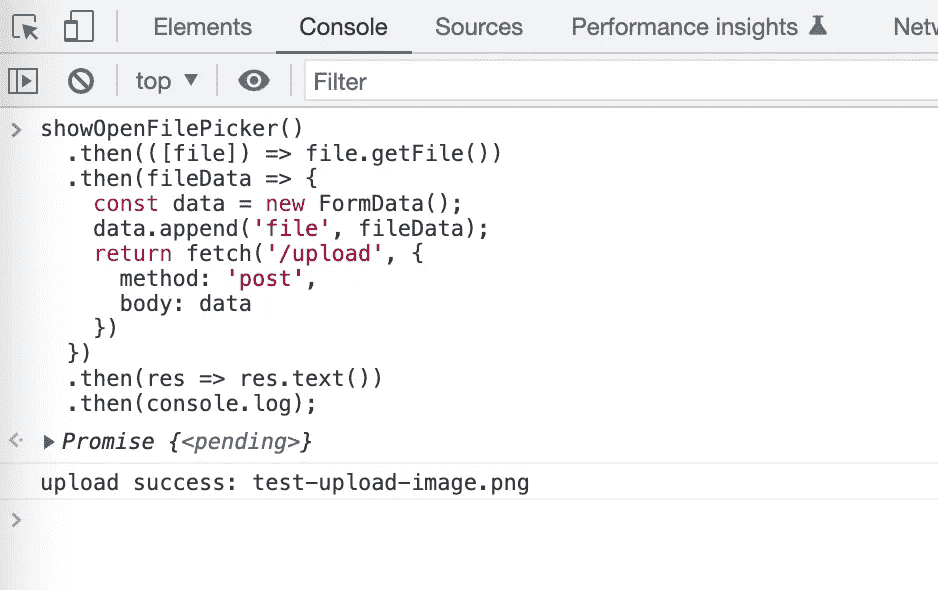 Elements Console Sources Performance insights Netw
top ▼ Filter
> showOpenFilePicker()
  .then(([file]) => file.getFile())
  .then(fileData => {
    const data = new FormData();
    data.append('file', fileData);
    return fetch('/upload', {
      method: 'post',
      body: data
    })
  })
  .then(res => res.text())
  .then(console.log);
<· ▶ Promise {<pending>}
upload success: test-upload-image.png
>